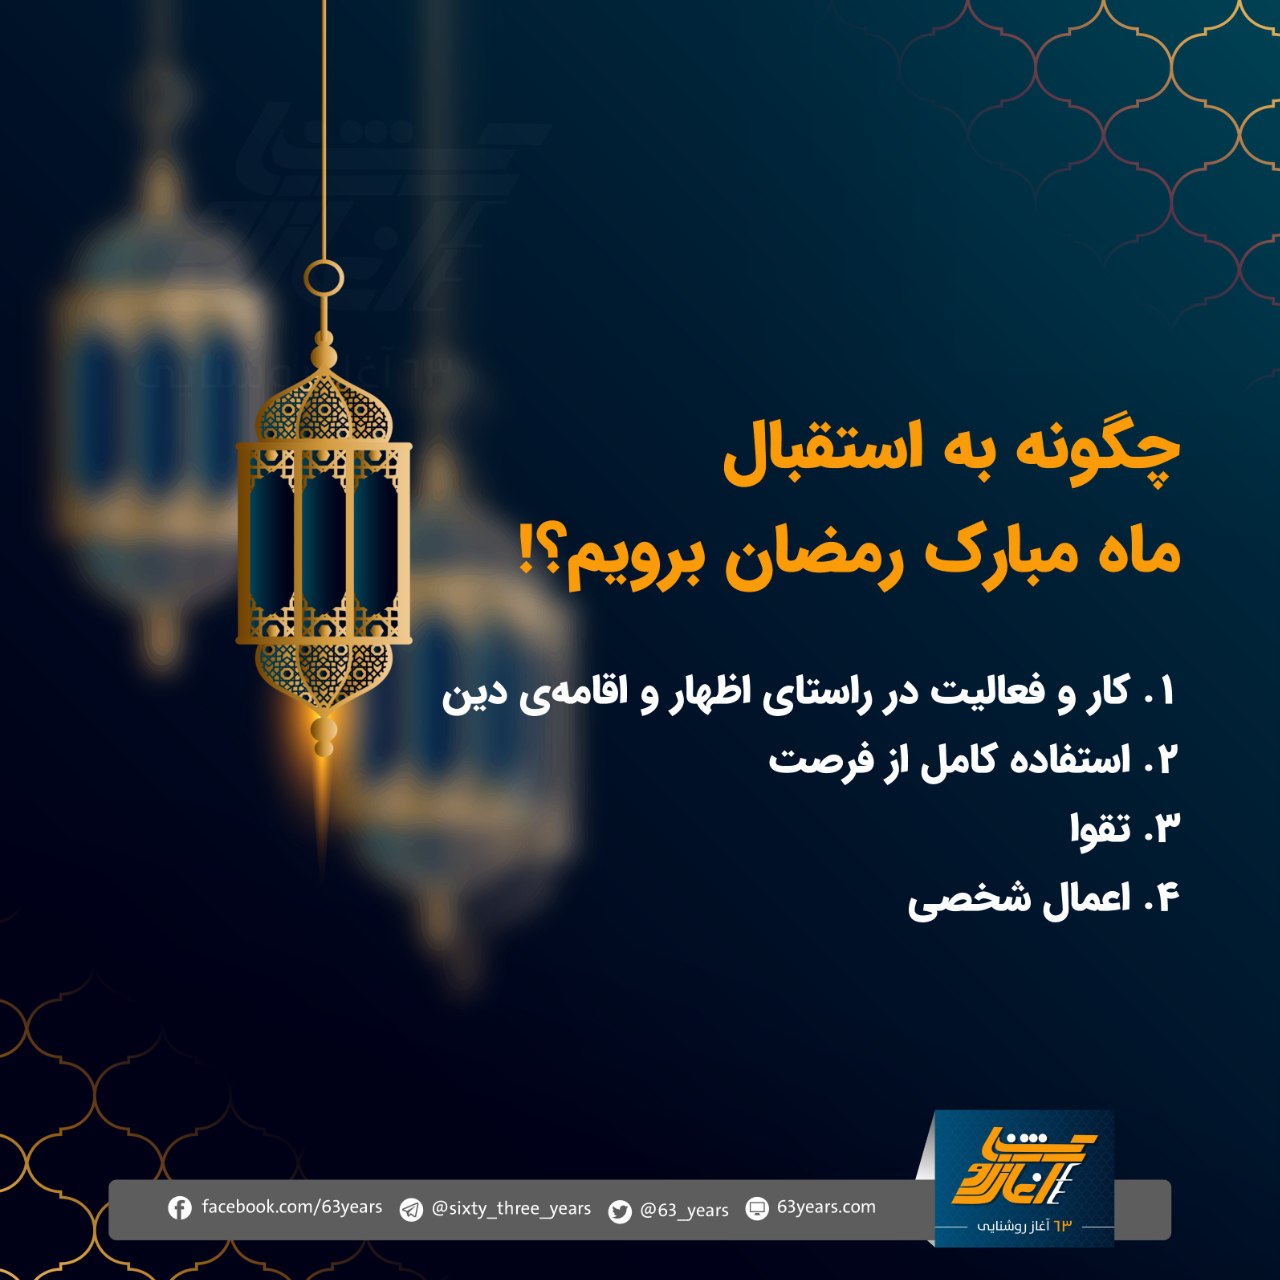 چگونه به استقبال
ماه مبارک رمضان برویم؟!
۱. کار و فعالیت در راستای اظهار و اقامه‌ی دین
۲. استفاده کامل از فرصت
۳. تقوا
۴. اعمال شخصی
facebook.com/63years @sixty_three_years @63_years 63years.com
۶۳ آغاز روشنایی